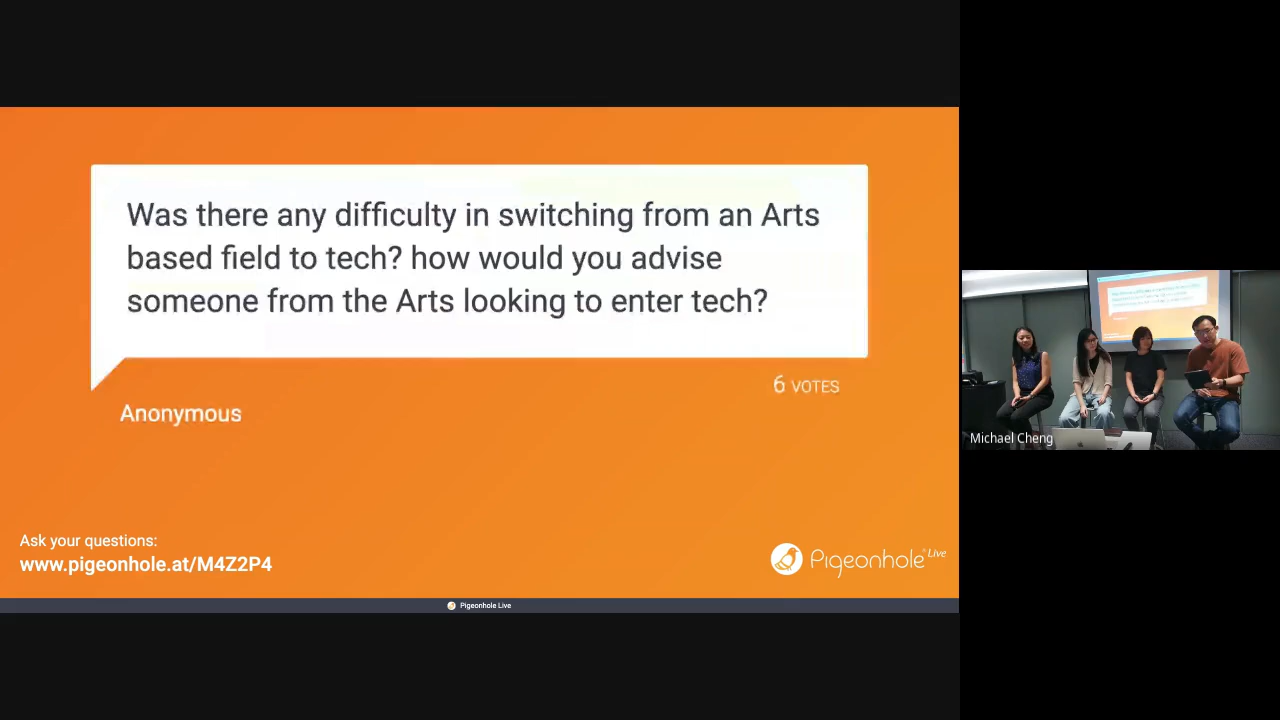 Was there any difficulty in switching from an Arts
based field to tech? how would you advise
someone from the Arts looking to enter tech?
6 VOTES
Anonymous
Ask your questions:
www.pigeonhole.at/M4Z2P4
Pigeonhole Live
Pigeonhole Live
Michael Cheng